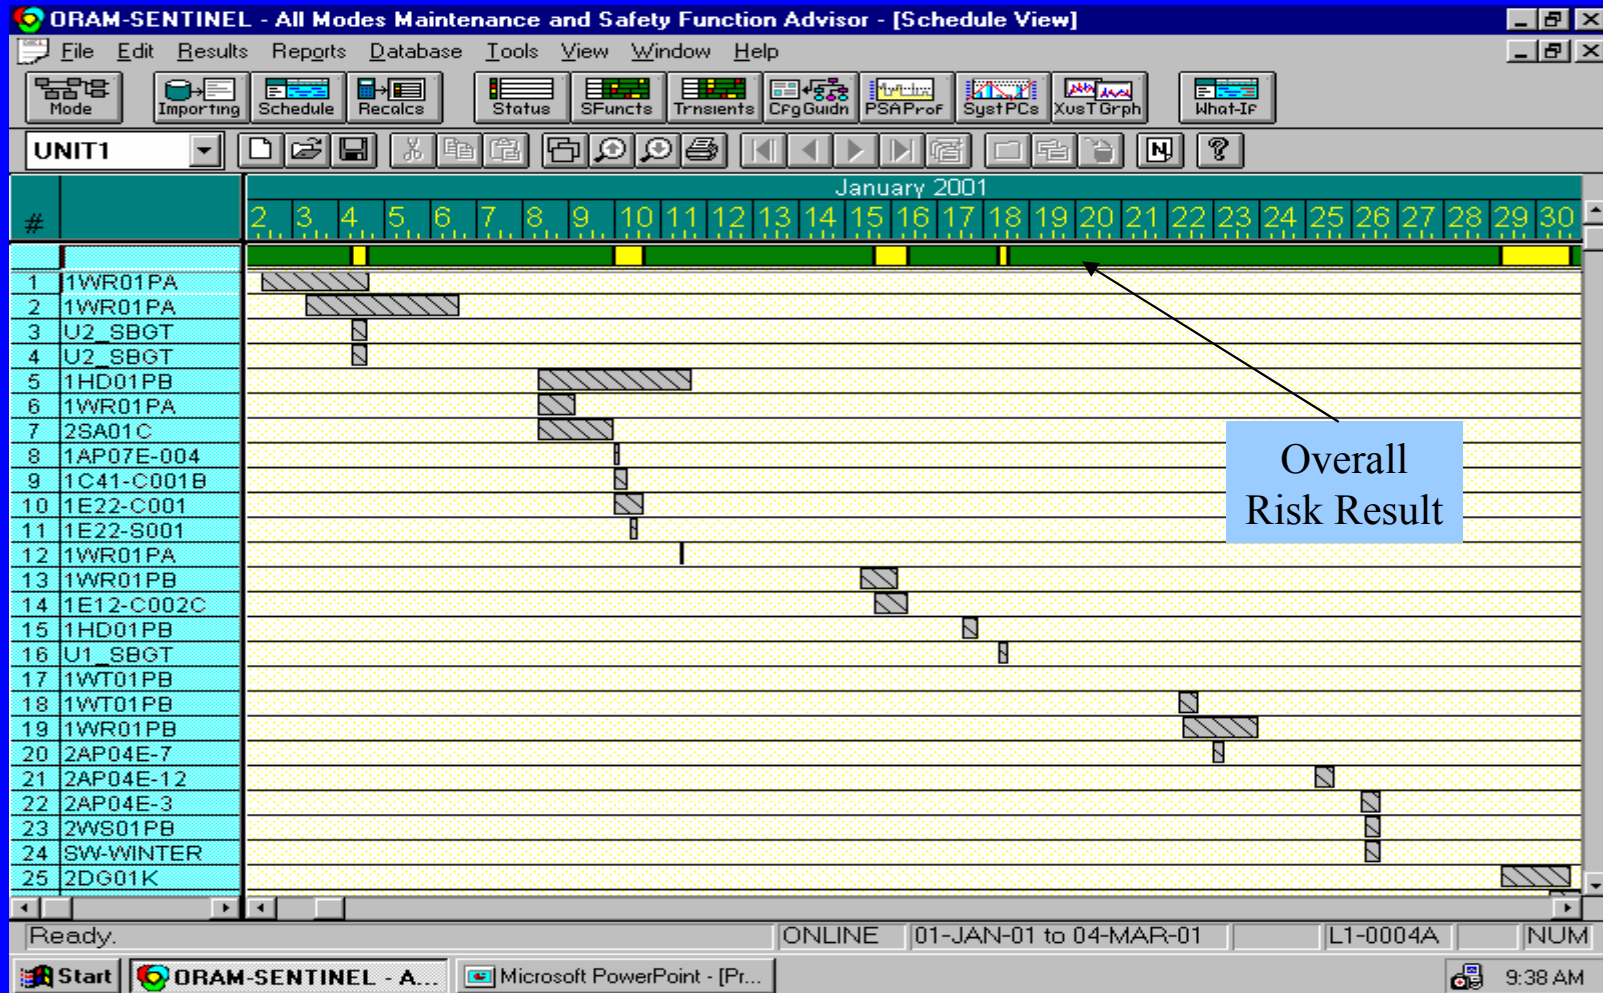 ORAM-SENTINEL - All Modes Maintenance and Safety Function Advisor - [Schedule View]
File Edit Results Reports Database Tools View Window Help
Mode Importing Schedule Recalcs Status SFuncts Trnsients CfgGuidn PSAProf SystPCs XusTGrph What-If
UNIT1
January 2001
# 2 3 4 5 6 7 8 9 10 11 12 13 14 15 16 17 18 19 20 21 22 23 24 25 26 27 28 29 30
1 1WR01PA
2 1WR01PA
3 U2_SBGT
4 U2_SBGT
5 1HD01PB
6 1WR01PA
7 2SA01C
8 1AP07E-004
9 1C41-C001B
10 1E22-C001
11 1E22-S001
12 1WR01PA
13 1WR01PB
14 1E12-C002C
15 1HD01PB
16 U1_SBGT
17 1WT01PB
18 1WT01PB
19 1WR01PB
20 2AP04E-7
21 2AP04E-12
22 2AP04E-3
23 2WS01PB
24 SW-WINTER
25 2DG01K
Overall
Risk Result
Ready. ONLINE 01-JAN-01 to 04-MAR-01 L1-0004A NUM
Start ORAM-SENTINEL - A... Microsoft PowerPoint - [Pr... 9:38 AM